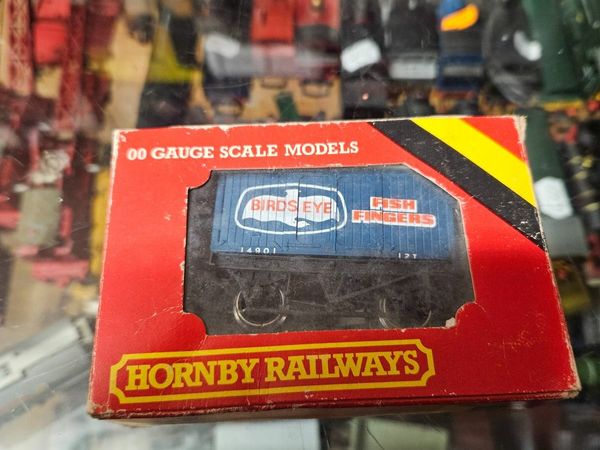 00 GAUGE SCALE MODELS
BIRDS EYE
FISH
FINGERS
14901
12T
HORNBY RAILWAYS